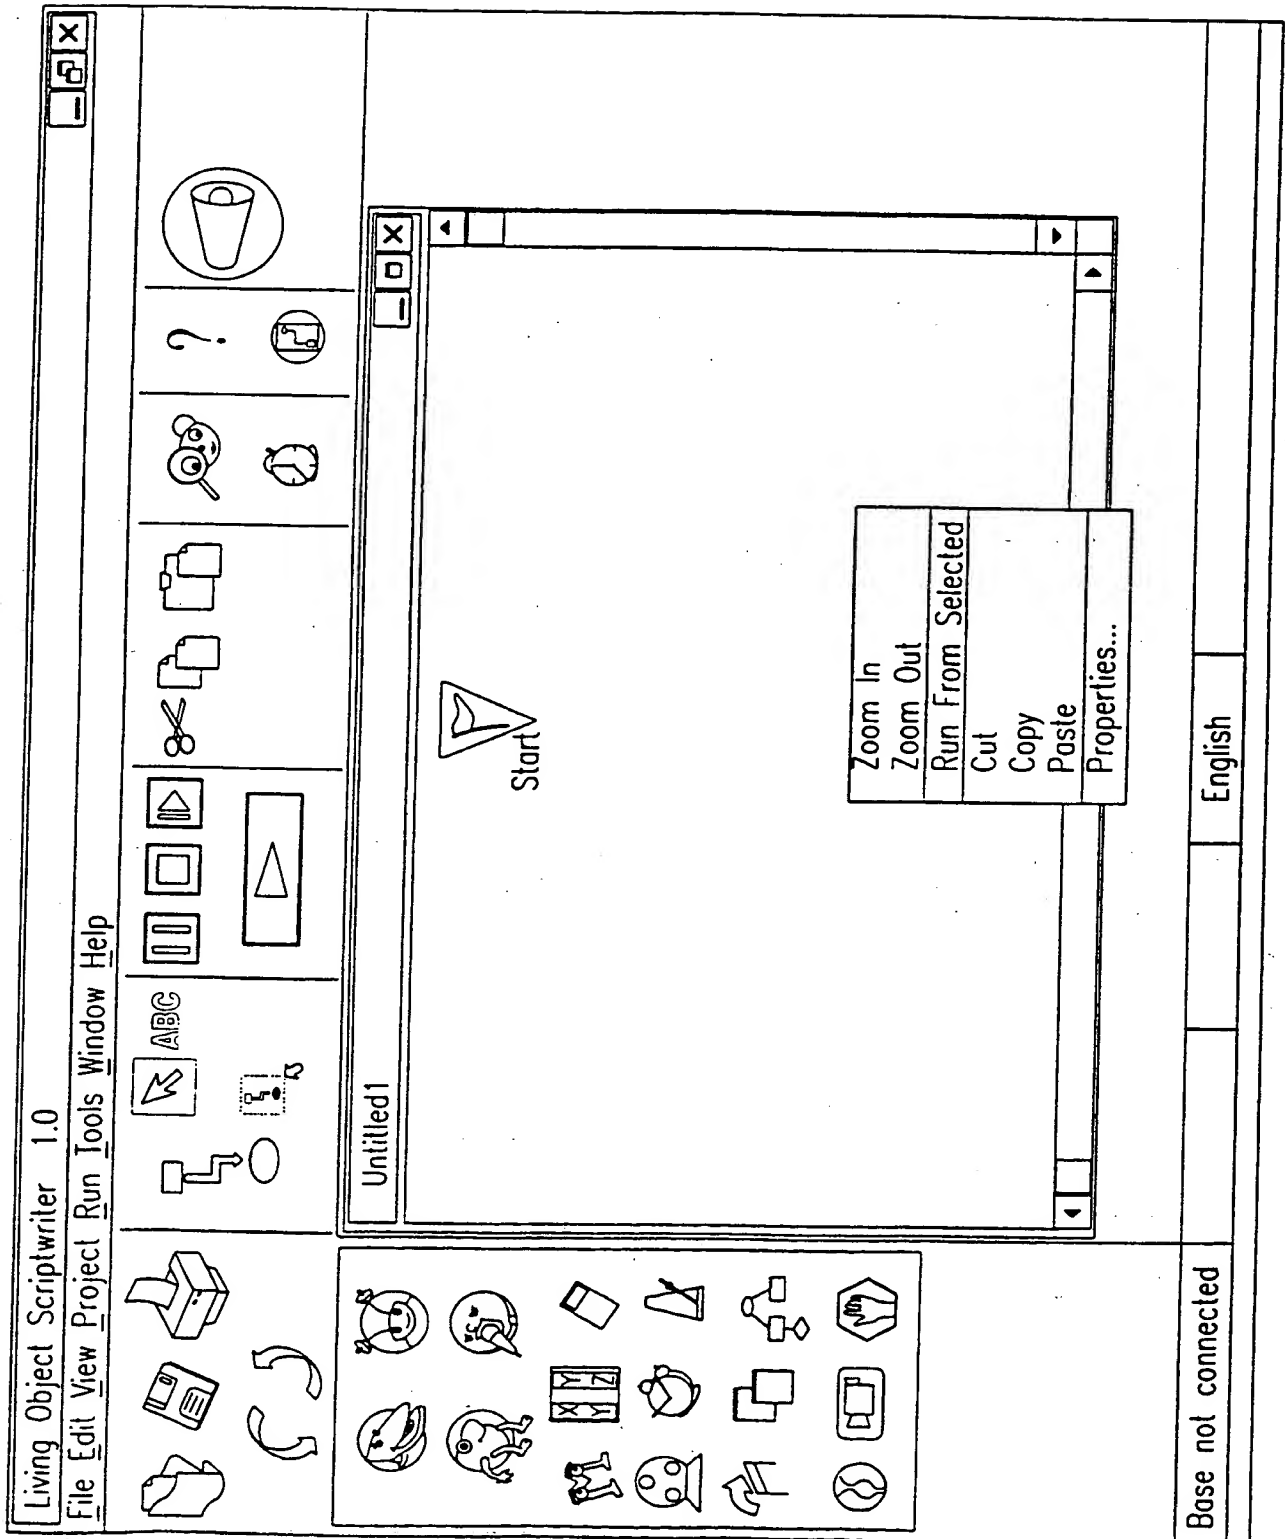 Living Object Scriptwriter 1.0
File Edit View Project Run Tools Window Help
ABC
?
Untitled1
Start
X Y
Y Z
Zoom In
Zoom Out
Run From Selected
Cut
Copy
Paste
Properties...
Base not connected
English